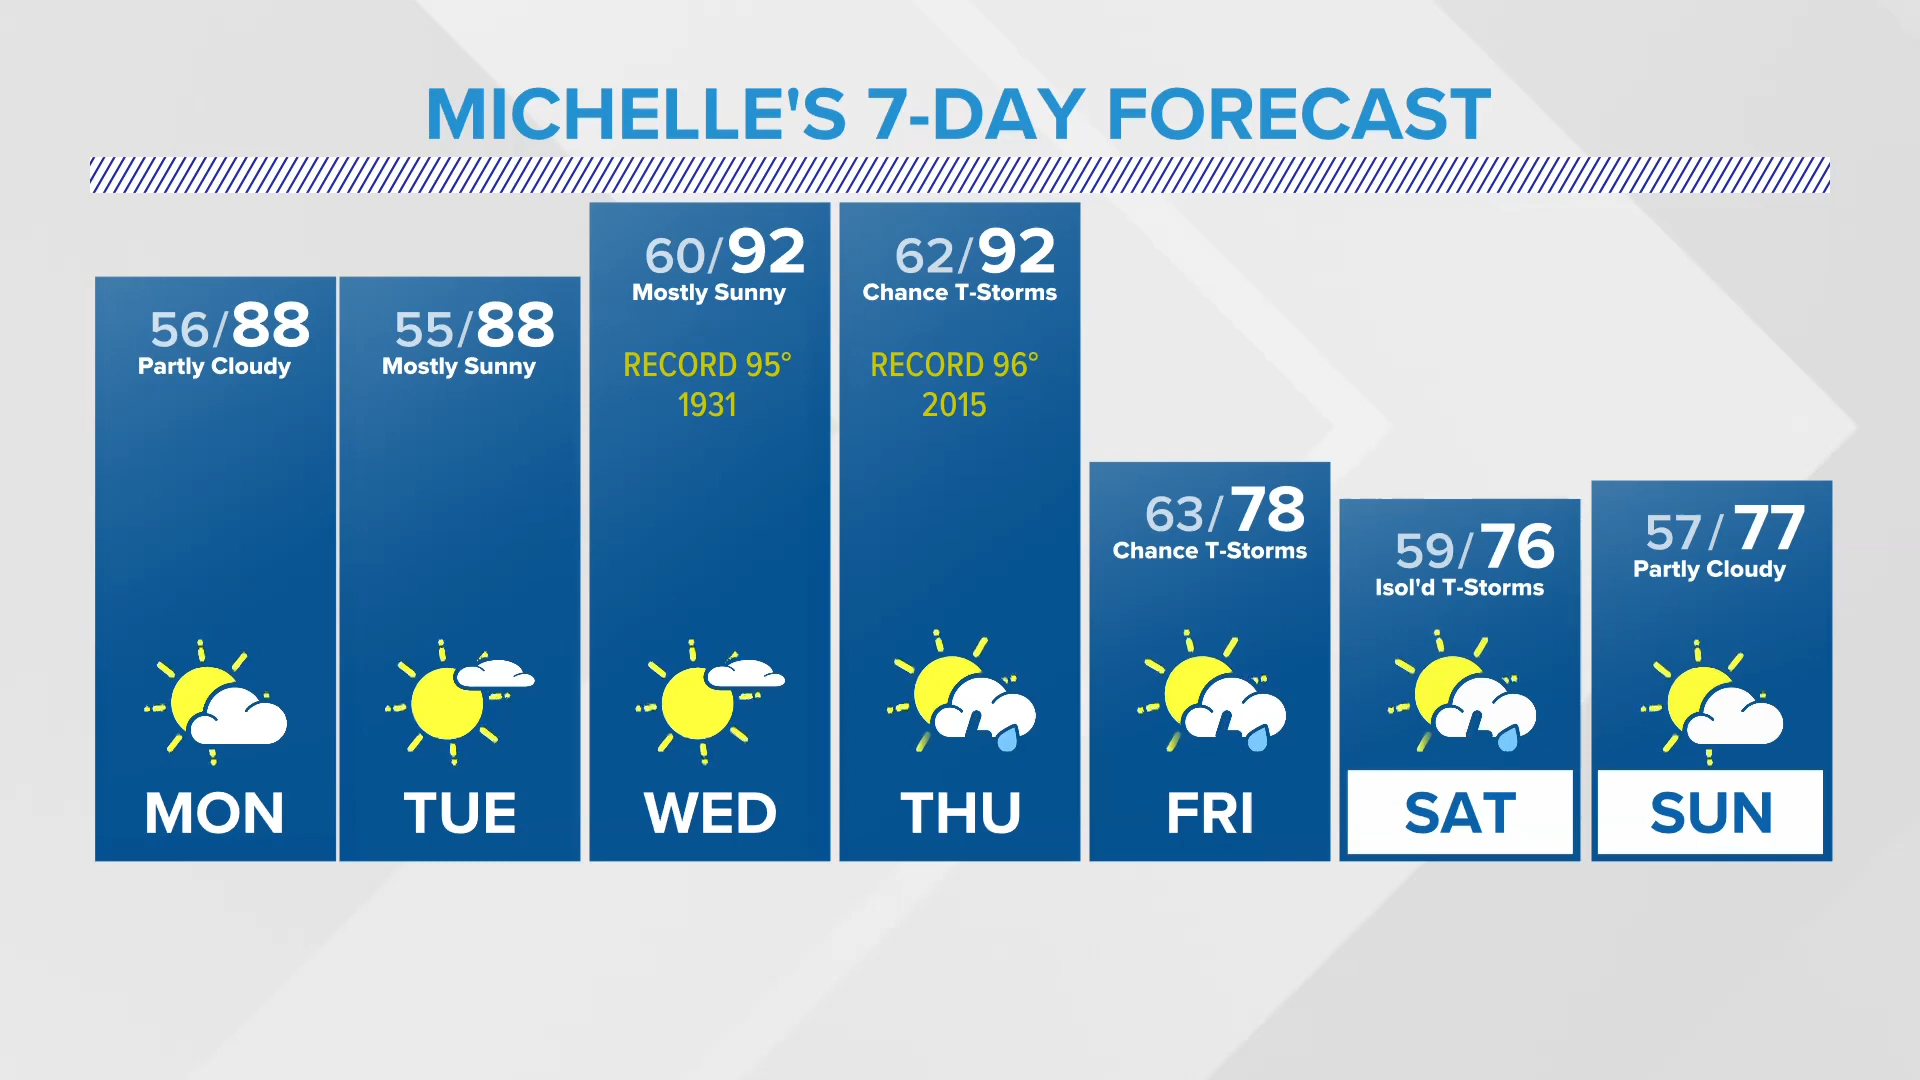 MICHELLE'S 7-DAY FORECAST
56/88
Partly Cloudy
MON
55/88
Mostly Sunny
TUE
60/92
Mostly Sunny
RECORD 95°
1931
WED
62/92
Chance T-Storms
RECORD 96°
2015
THU
63/78
Chance T-Storms
FRI
59/76
Isol'd T-Storms
SAT
57/77
Partly Cloudy
SUN